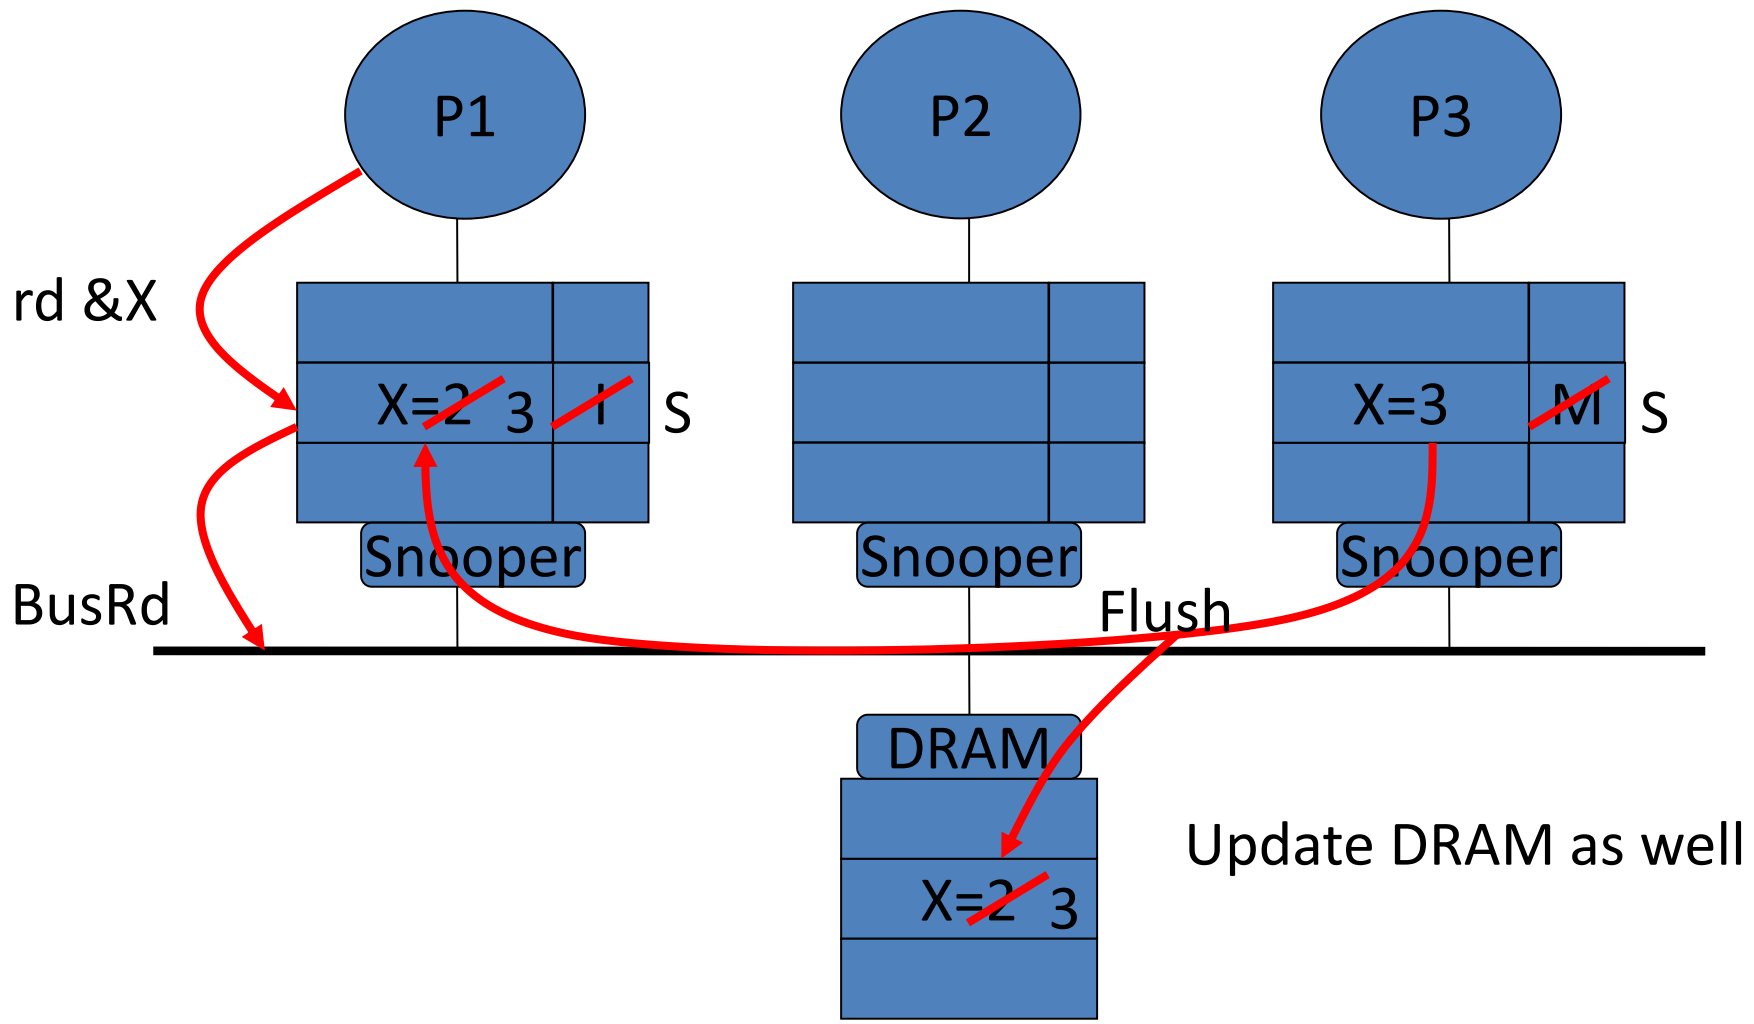 P1
P2
P3
rd &X
X=2 3 I S
X=3 M S
Snooper
Snooper
Snooper
BusRd
Flush
DRAM
Update DRAM as well
X=2 3